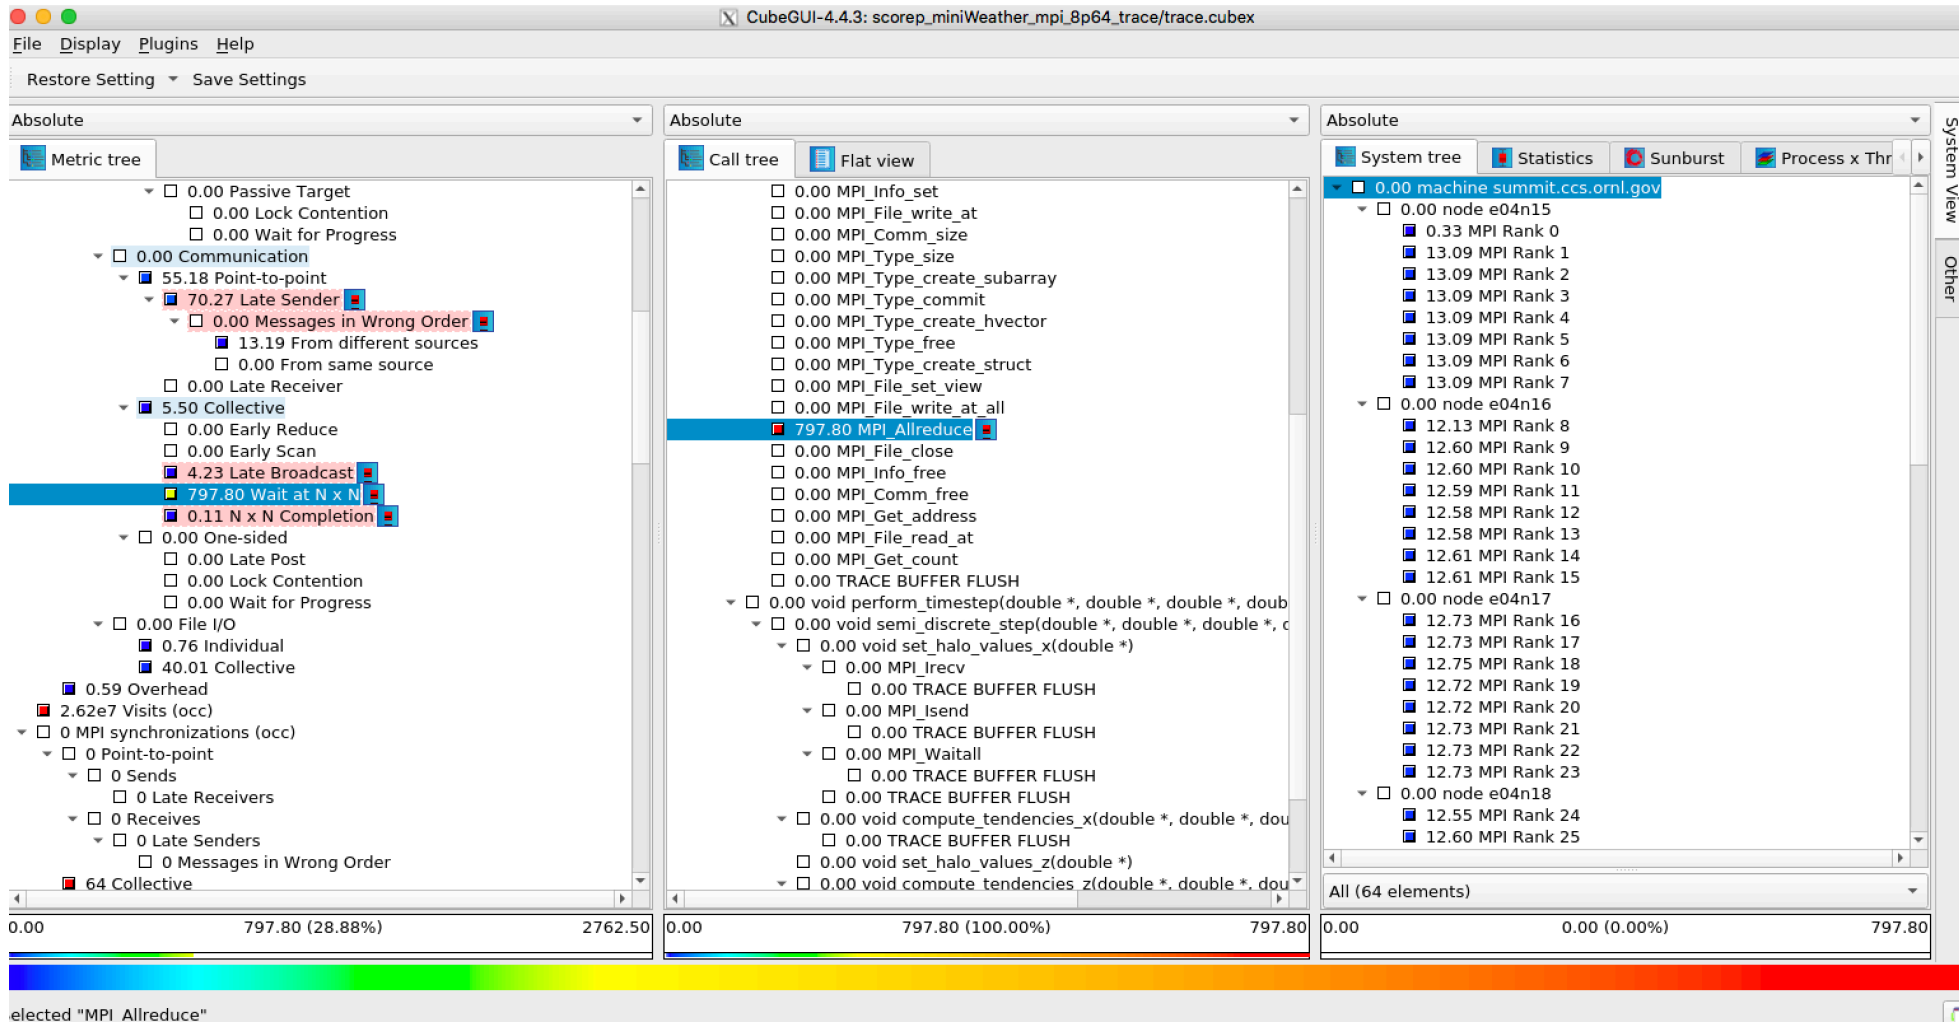 CubeGUI-4.4.3: scorep_miniWeather_mpi_8p64_trace/trace.cubex
File Display Plugins Help
Restore Setting Save Settings
Absolute
Metric tree
0.00 Passive Target
0.00 Lock Contention
0.00 Wait for Progress
0.00 Communication
55.18 Point-to-point
70.27 Late Sender
0.00 Messages in Wrong Order
13.19 From different sources
0.00 From same source
0.00 Late Receiver
5.50 Collective
0.00 Early Reduce
0.00 Early Scan
4.23 Late Broadcast
797.80 Wait at N x N
0.11 N x N Completion
0.00 One-sided
0.00 Late Post
0.00 Lock Contention
0.00 Wait for Progress
0.00 File I/O
0.76 Individual
40.01 Collective
0.59 Overhead
2.62e7 Visits (occ)
0 MPI synchronizations (occ)
0 Point-to-point
0 Sends
0 Late Receivers
0 Receives
0 Late Senders
0 Messages in Wrong Order
64 Collective
0.00 797.80 (28.88%) 2762.50
Absolute
Call tree Flat view
0.00 MPI_Info_set
0.00 MPI_File_write_at
0.00 MPI_Comm_size
0.00 MPI_Type_size
0.00 MPI_Type_create_subarray
0.00 MPI_Type_commit
0.00 MPI_Type_create_hvector
0.00 MPI_Type_free
0.00 MPI_Type_create_struct
0.00 MPI_File_set_view
0.00 MPI_File_write_at_all
797.80 MPI_Allreduce
0.00 MPI_File_close
0.00 MPI_Info_free
0.00 MPI_Comm_free
0.00 MPI_Get_address
0.00 MPI_File_read_at
0.00 MPI_Get_count
0.00 TRACE BUFFER FLUSH
0.00 void perform_timestep(double *, double *, double *, doub
0.00 void semi_discrete_step(double *, double *, double *, d
0.00 void set_halo_values_x(double *)
0.00 MPI_Irecv
0.00 TRACE BUFFER FLUSH
0.00 MPI_Isend
0.00 TRACE BUFFER FLUSH
0.00 MPI_Waitall
0.00 TRACE BUFFER FLUSH
0.00 TRACE BUFFER FLUSH
0.00 void compute_tendencies_x(double *, double *, dou
0.00 TRACE BUFFER FLUSH
0.00 void set_halo_values_z(double *)
0.00 void compute_tendencies_z(double *, double *, dou
0.00 797.80 (100.00%) 797.80
Absolute
System tree Statistics Sunburst Process x Thr
0.00 machine summit.ccs.ornl.gov
0.00 node e04n15
0.33 MPI Rank 0
13.09 MPI Rank 1
13.09 MPI Rank 2
13.09 MPI Rank 3
13.09 MPI Rank 4
13.09 MPI Rank 5
13.09 MPI Rank 6
13.09 MPI Rank 7
0.00 node e04n16
12.13 MPI Rank 8
12.60 MPI Rank 9
12.60 MPI Rank 10
12.59 MPI Rank 11
12.58 MPI Rank 12
12.58 MPI Rank 13
12.61 MPI Rank 14
12.61 MPI Rank 15
0.00 node e04n17
12.73 MPI Rank 16
12.73 MPI Rank 17
12.75 MPI Rank 18
12.72 MPI Rank 19
12.72 MPI Rank 20
12.73 MPI Rank 21
12.73 MPI Rank 22
12.73 MPI Rank 23
0.00 node e04n18
12.55 MPI Rank 24
12.60 MPI Rank 25
All (64 elements)
0.00 0.00 (0.00%) 797.80
System View
Other
elected "MPI_Allreduce"